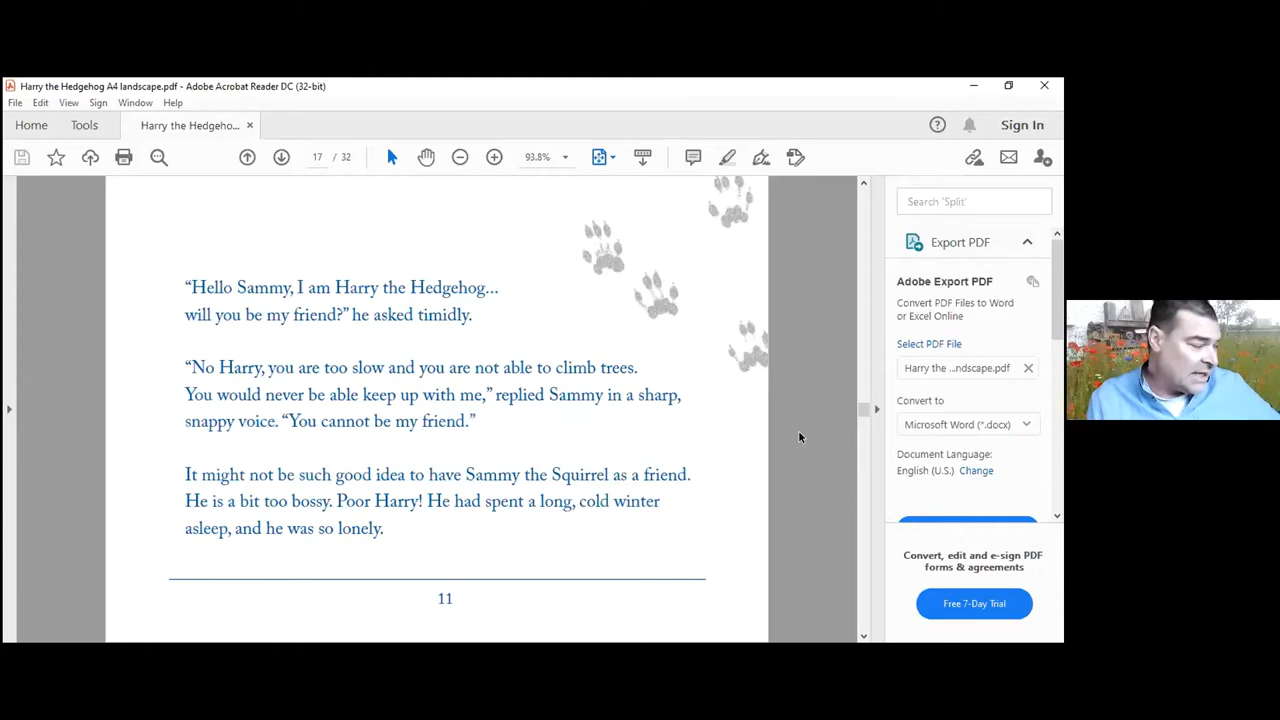 Harry the Hedgehog A4 landscape.pdf - Adobe Acrobat Reader DC (32-bit)
File Edit View Sign Window Help
Home Tools Harry the Hedgeho... × Sign In
17 / 32 93.8%
“Hello Sammy, I am Harry the Hedgehog...
will you be my friend?” he asked timidly.
“No Harry, you are too slow and you are not able to climb trees.
You would never be able keep up with me,” replied Sammy in a sharp,
snappy voice. “You cannot be my friend.”
It might not be such good idea to have Sammy the Squirrel as a friend.
He is a bit too bossy. Poor Harry! He had spent a long, cold winter
asleep, and he was so lonely.
11
Search 'Split'
Export PDF
Adobe Export PDF
Convert PDF Files to Word
or Excel Online
Select PDF File
Harry the ...ndscape.pdf
Convert to
Microsoft Word (*.docx)
Document Language:
English (U.S.) Change
Convert, edit and e-sign PDF
forms & agreements
Free 7-Day Trial